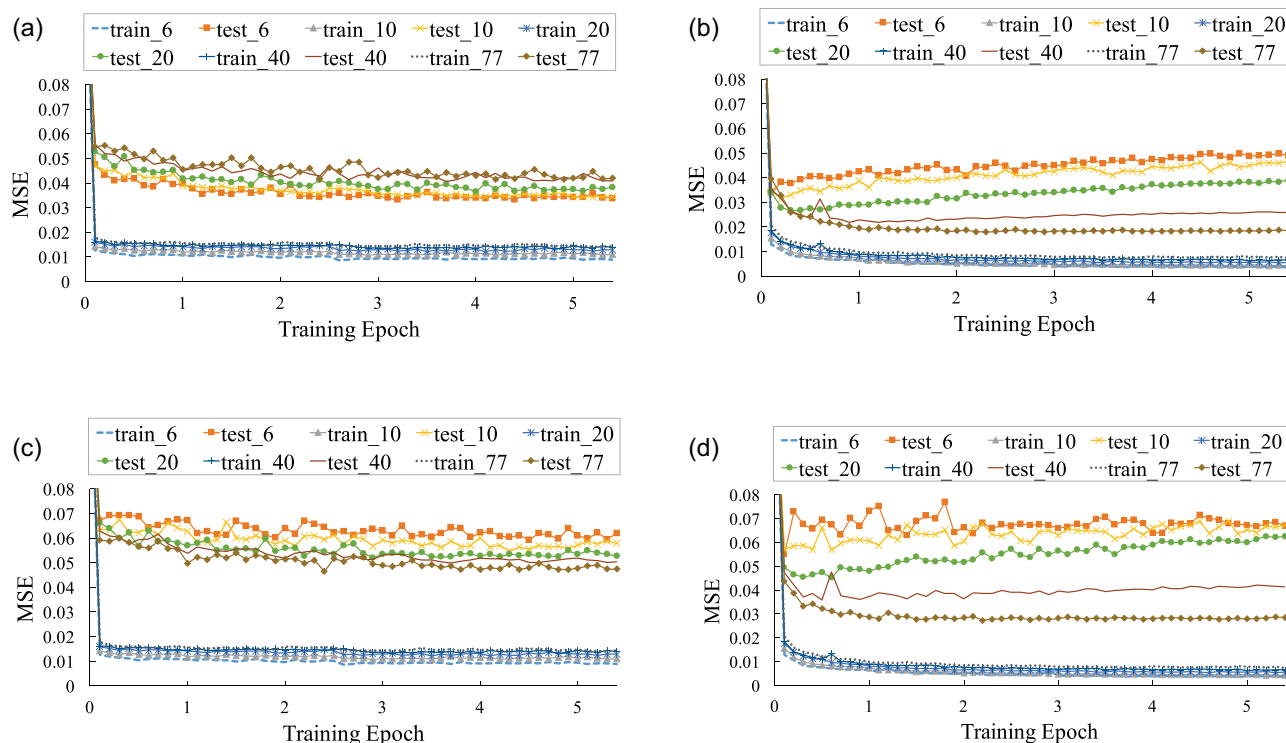 (a)
train_6 test_6 train_10 test_10 train_20
test_20 train_40 test_40 train_77 test_77
0.08
0.07
0.06
0.05
0.04
0.03
0.02
0.01
0
MSE
0 1 2 3 4 5
Training Epoch
(b)
train_6 test_6 train_10 test_10 train_20
test_20 train_40 test_40 train_77 test_77
0.08
0.07
0.06
0.05
0.04
0.03
0.02
0.01
0
MSE
0 1 2 3 4 5
Training Epoch
(c)
train_6 test_6 train_10 test_10 train_20
test_20 train_40 test_40 train_77 test_77
0.08
0.07
0.06
0.05
0.04
0.03
0.02
0.01
0
MSE
0 1 2 3 4 5
Training Epoch
(d)
train_6 test_6 train_10 test_10 train_20
test_20 train_40 test_40 train_77 test_77
0.08
0.07
0.06
0.05
0.04
0.03
0.02
0.01
0
MSE
0 1 2 3 4 5
Training Epoch